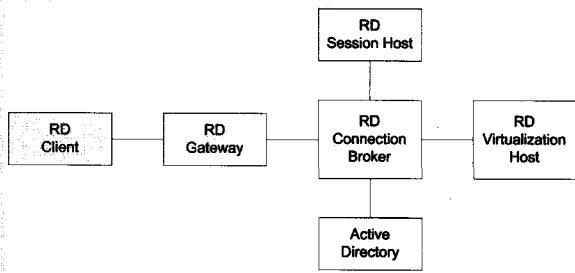 RD
Session Host
RD
Client
RD
Gateway
RD
Connection
Broker
RD
Virtualization
Host
Active
Directory